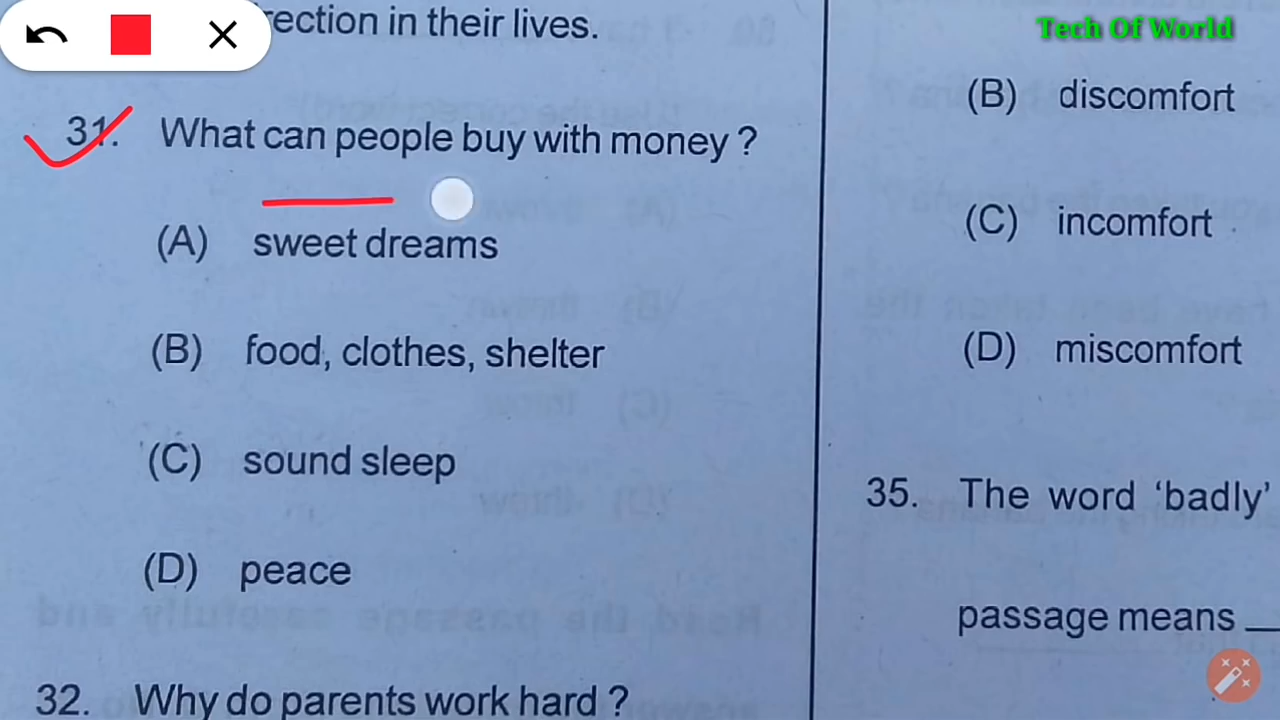 rection in their lives.
31. What can people buy with money ?
(A) sweet dreams
(B) food, clothes, shelter
(C) sound sleep
(D) peace
32. Why do parents work hard ?
Tech Of World
(B) discomfort
(C) incomfort
(D) miscomfort
35. The word ‘badly’
passage means